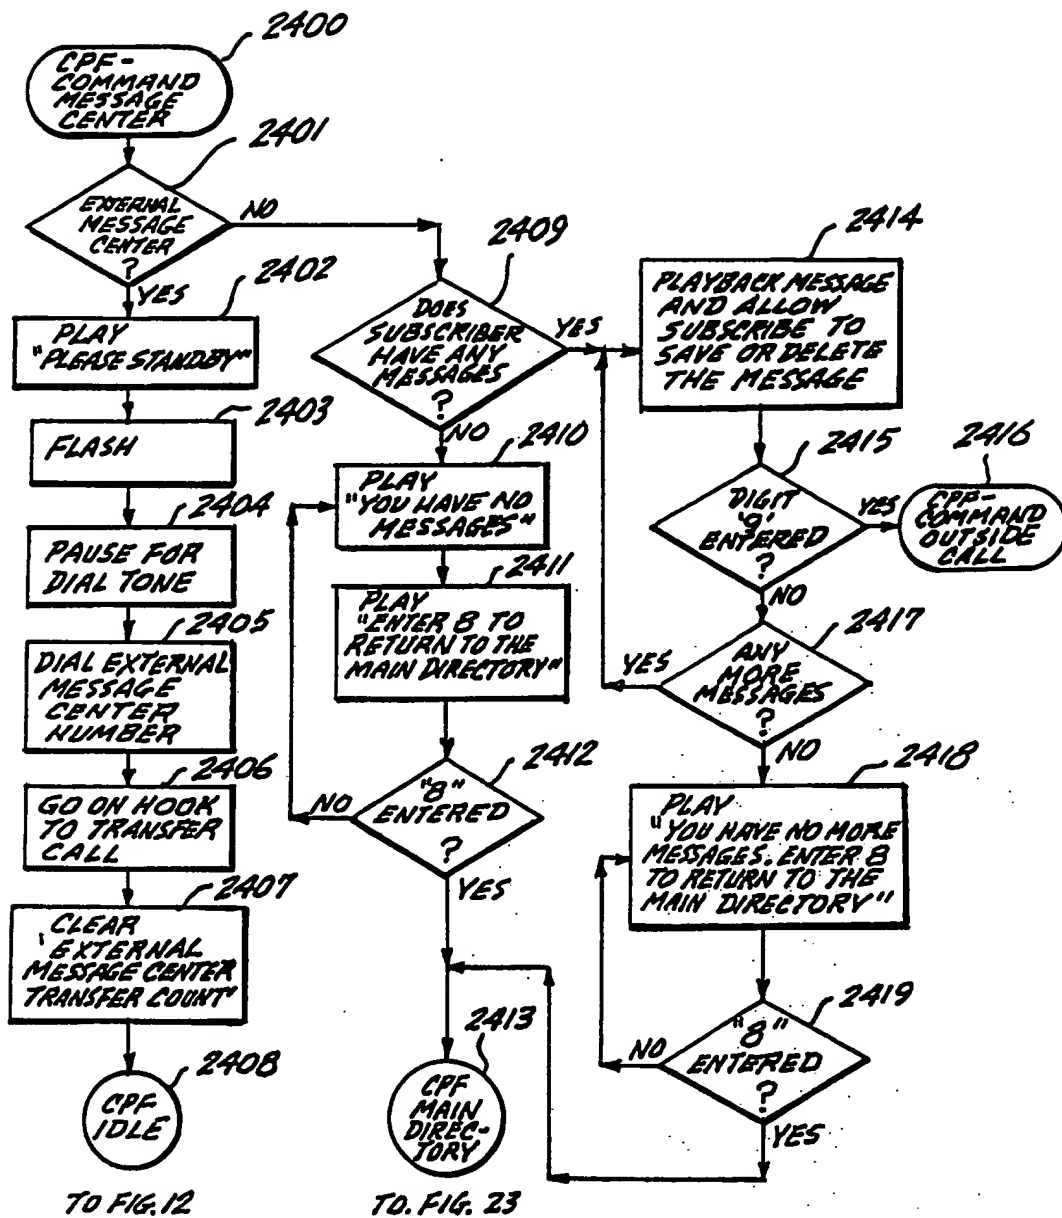 2400
CPF-
COMMAND
MESSAGE
CENTER
2401
EXTERNAL
MESSAGE
CENTER
?
NO
YES
2402
PLAY
"PLEASE STANDBY"
2403
FLASH
2404
PAUSE FOR
DIAL TONE
2405
DIAL EXTERNAL
MESSAGE
CENTER
NUMBER
2406
GO ON HOOK
TO TRANSFER
CALL
2407
'CLEAR
EXTERNAL
MESSAGE CENTER
TRANSFER COUNT'
2408
CPF
IDLE
TO FIG. 12
2409
DOES
SUBSCRIBER
HAVE ANY
MESSAGES
?
YES
NO
2410
PLAY
"YOU HAVE NO
MESSAGES"
2411
PLAY
"ENTER 8 TO
RETURN TO THE
MAIN DIRECTORY"
2412
"8"
ENTERED
?
NO
YES
2413
CPF
MAIN
DIREC-
TORY
TO. FIG. 23
2414
PLAYBACK MESSAGE
AND ALLOW
SUBSCRIBE TO
SAVE OR DELETE
THE MESSAGE
2415
DIGIT
'9'
ENTERED
?
YES
NO
2416
CPF-
COMMAND
OUTSIDE
CALL
2417
ANY
MORE
MESSAGES
?
YES
NO
2418
PLAY
"YOU HAVE NO MORE
MESSAGES. ENTER 8
TO RETURN TO THE
MAIN DIRECTORY"
2419
"8"
ENTERED
?
NO
YES